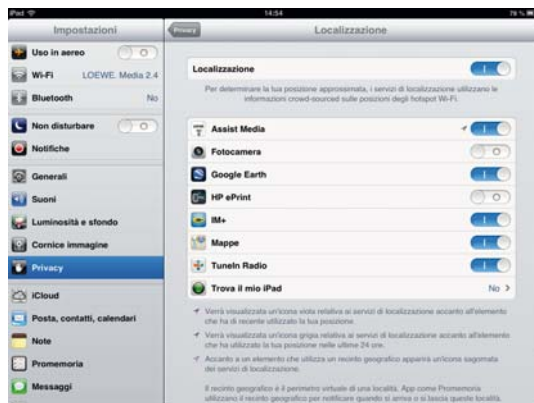 iPad
14:54
79 %
Impostazioni
Privacy
Localizzazione
Uso in aereo
Wi-Fi LOEWE. Media 2.4
Bluetooth No
Non disturbare
Notifiche
Generali
Suoni
Luminosità e sfondo
Cornice immagine
Privacy
iCloud
Posta, contatti, calendari
Note
Promemoria
Messaggi
Localizzazione
Per determinare la tua posizione approssimata, i servizi di localizzazione utilizzano le
informazioni crowd-sourced sulle posizioni degli hotspot Wi-Fi.
Assist Media
Fotocamera
Google Earth
HP ePrint
IM+
Mappe
TuneIn Radio
Trova il mio iPad No
Verrà visualizzata un'icona viola relativa ai servizi di localizzazione accanto all'elemento
che ha di recente utilizzato la tua posizione.
Verrà visualizzata un'icona grigia relativa ai servizi di localizzazione accanto all'elemento
che ha utilizzato la tua posizione nelle ultime 24 ore.
Accanto a un elemento che utilizza un recinto geografico apparirà un'icona sagomata
dei servizi di localizzazione.
Il recinto geografico è il perimetro virtuale di una località. App come Promemoria
utilizzano il recinto geografico per notificare quando si arriva o si lascia queste località.